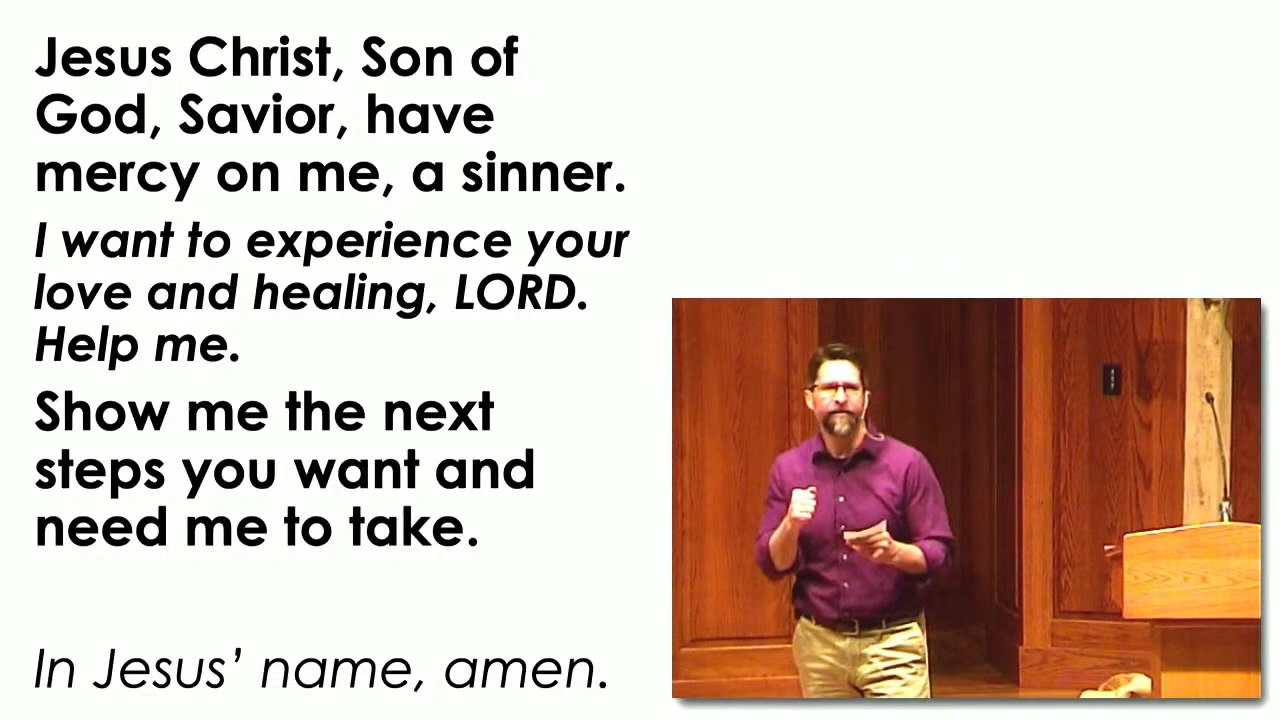 Jesus Christ, Son of
God, Savior, have
mercy on me, a sinner.
I want to experience your
love and healing, LORD.
Help me.
Show me the next
steps you want and
need me to take.
In Jesus’ name, amen.